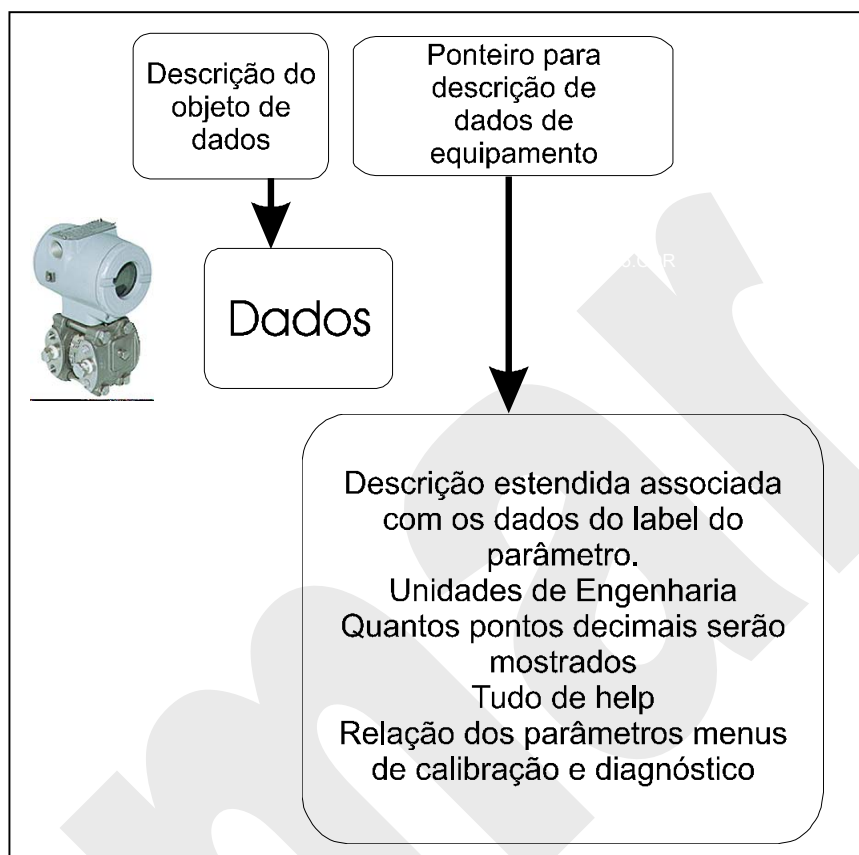 Descrição do
objeto de
dados
Ponteiro para
descrição de
dados de
equipamento
Dados
Descrição estendida associada
com os dados do label do
parâmetro.
Unidades de Engenharia
Quantos pontos decimais serão
mostrados
Tudo de help
Relação dos parâmetros menus
de calibração e diagnóstico
mar